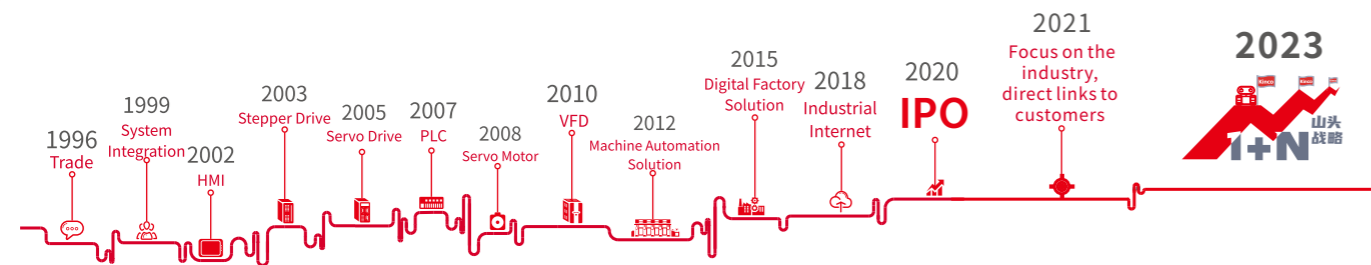 1996
Trade
1999
System
Integration
2002
HMI
2003
Stepper Drive
2005
Servo Drive
2007
PLC
2008
Servo Motor
2010
VFD
2012
Machine Automation
Solution
2015
Digital Factory
Solution
2018
Industrial
Internet
2020
IPO
2021
Focus on the
industry,
direct links to
customers
2023
Kinco
Kinco
1+N
山头
战略